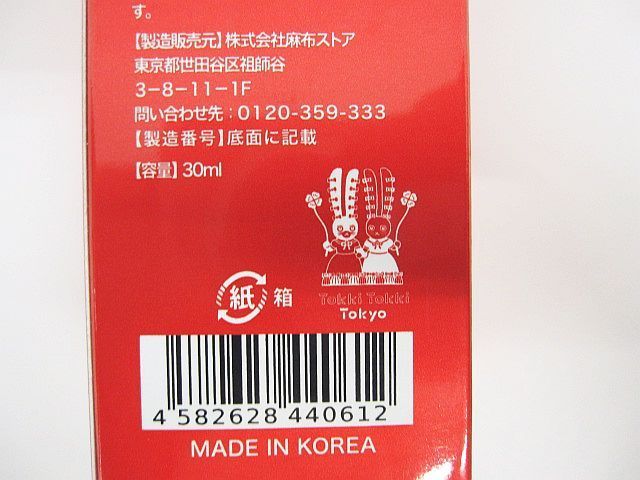 す。
【製造販売元】株式会社麻布ストア
東京都世田谷区祖師谷
3-8-11-1F
問い合わせ先：0120-359-333
【製造番号】底面に記載
【容量】30ml
紙 箱
Tokki Tokki
Tokyo
4 582628 440612
MADE IN KOREA